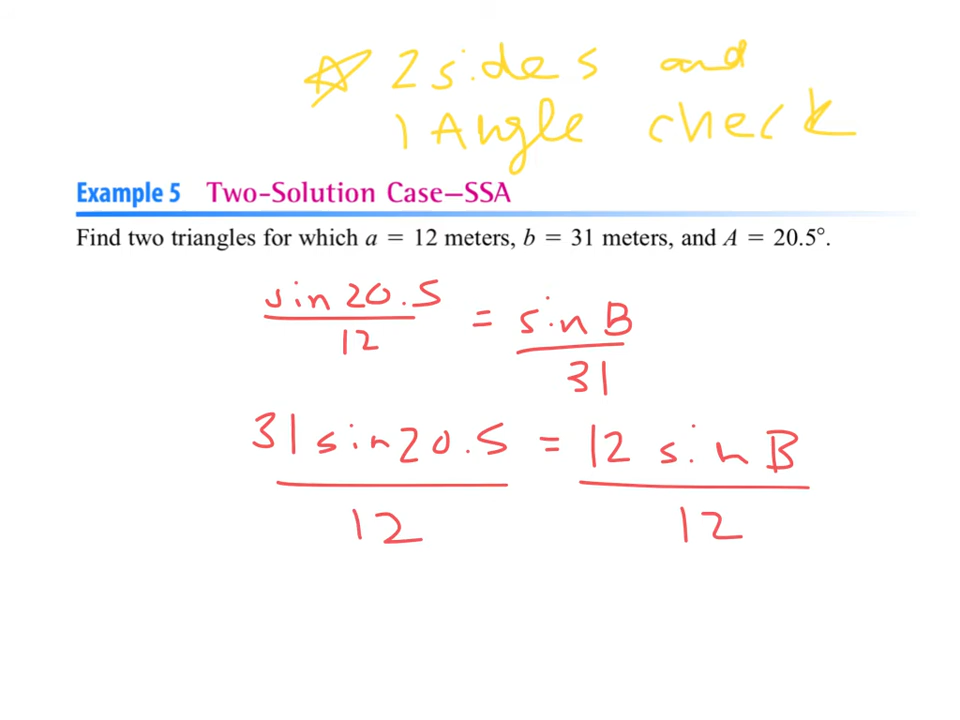 ☆ 2 sides and
1 Angle check
Example 5 Two-Solution Case—SSA
Find two triangles for which a = 12 meters, b = 31 meters, and A = 20.5°.
sin 20.5 / 12 = sin B / 31
31 sin 20.5 / 12 = 12 sin B / 12